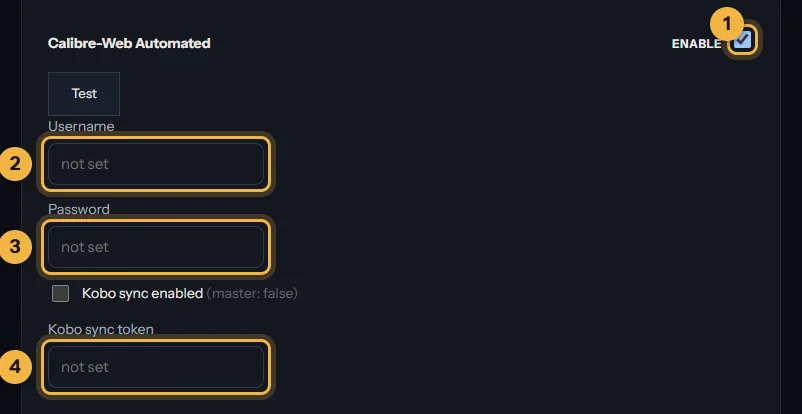 1
Calibre-Web Automated ENABLE
Test
Username
2 not set
Password
3 not set
Kobo sync enabled (master: false)
Kobo sync token
4 not set